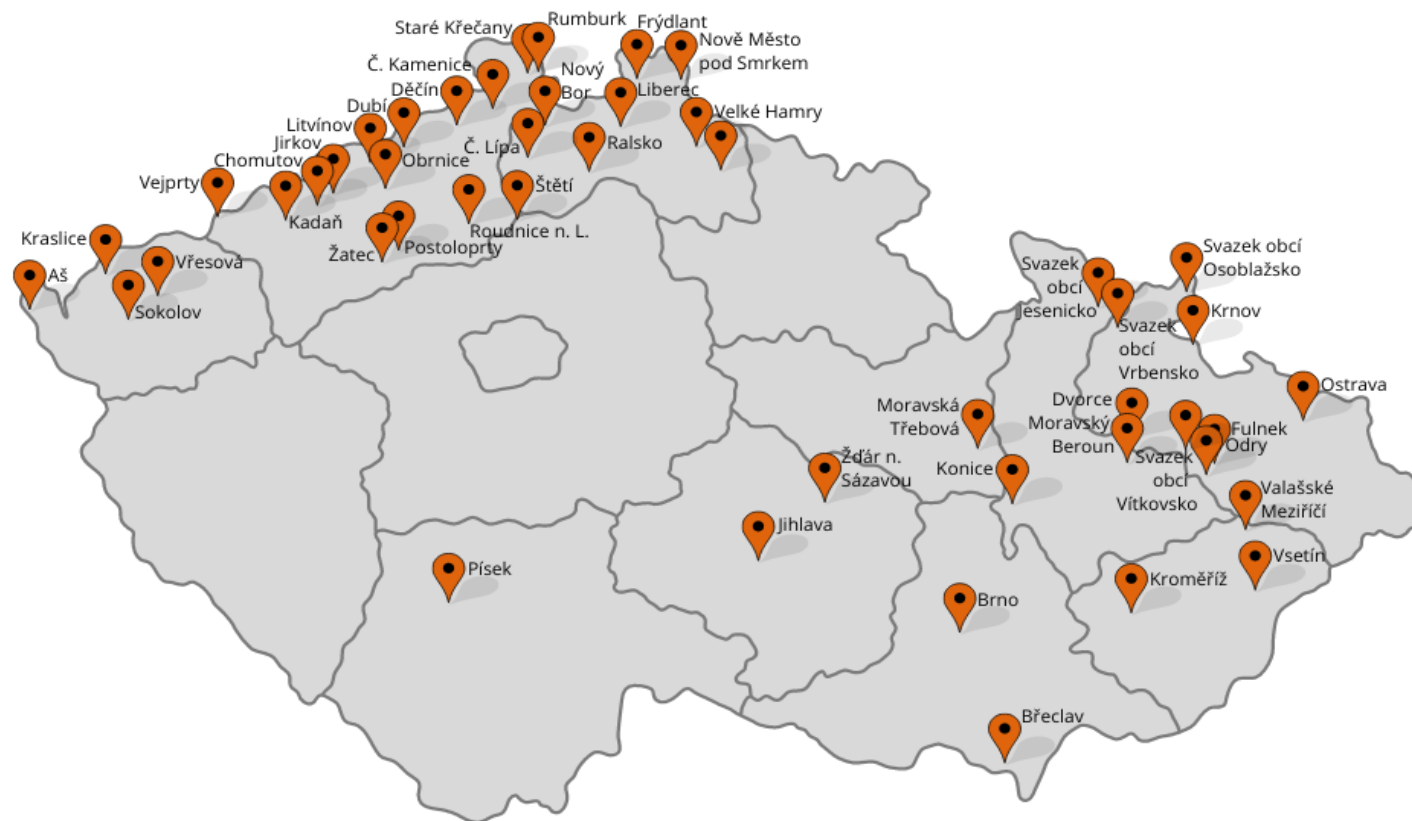 Staré Křečany
Rumburk
Frýdlant
Nově Město
pod Smrkem
Č. Kamenice
Nový
Bor
Děčín
Liberec
Dubí
Velké Hamry
Litvínov
Jirkov
Č. Lípa
Ralsko
Chomutov
Obrnice
Vejprty
Štětí
Kadaň
Roudnice n. L.
Kraslice
Žatec
Postoloprty
Vřesová
Aš
Sokolov
Svazek obcí
Osoblažsko
Svazek
obcí
Jesenicko
Krnov
Svazek
obcí
Vrbensko
Ostrava
Dvorce
Moravská
Třebová
Moravský
Beroun
Fulnek
Odry
Žďár n.
Sázavou
Konice
Svazek
obcí
Vítkovsko
Valašské
Meziříčí
Jihlava
Vsetín
Písek
Kroměříž
Brno
Břeclav